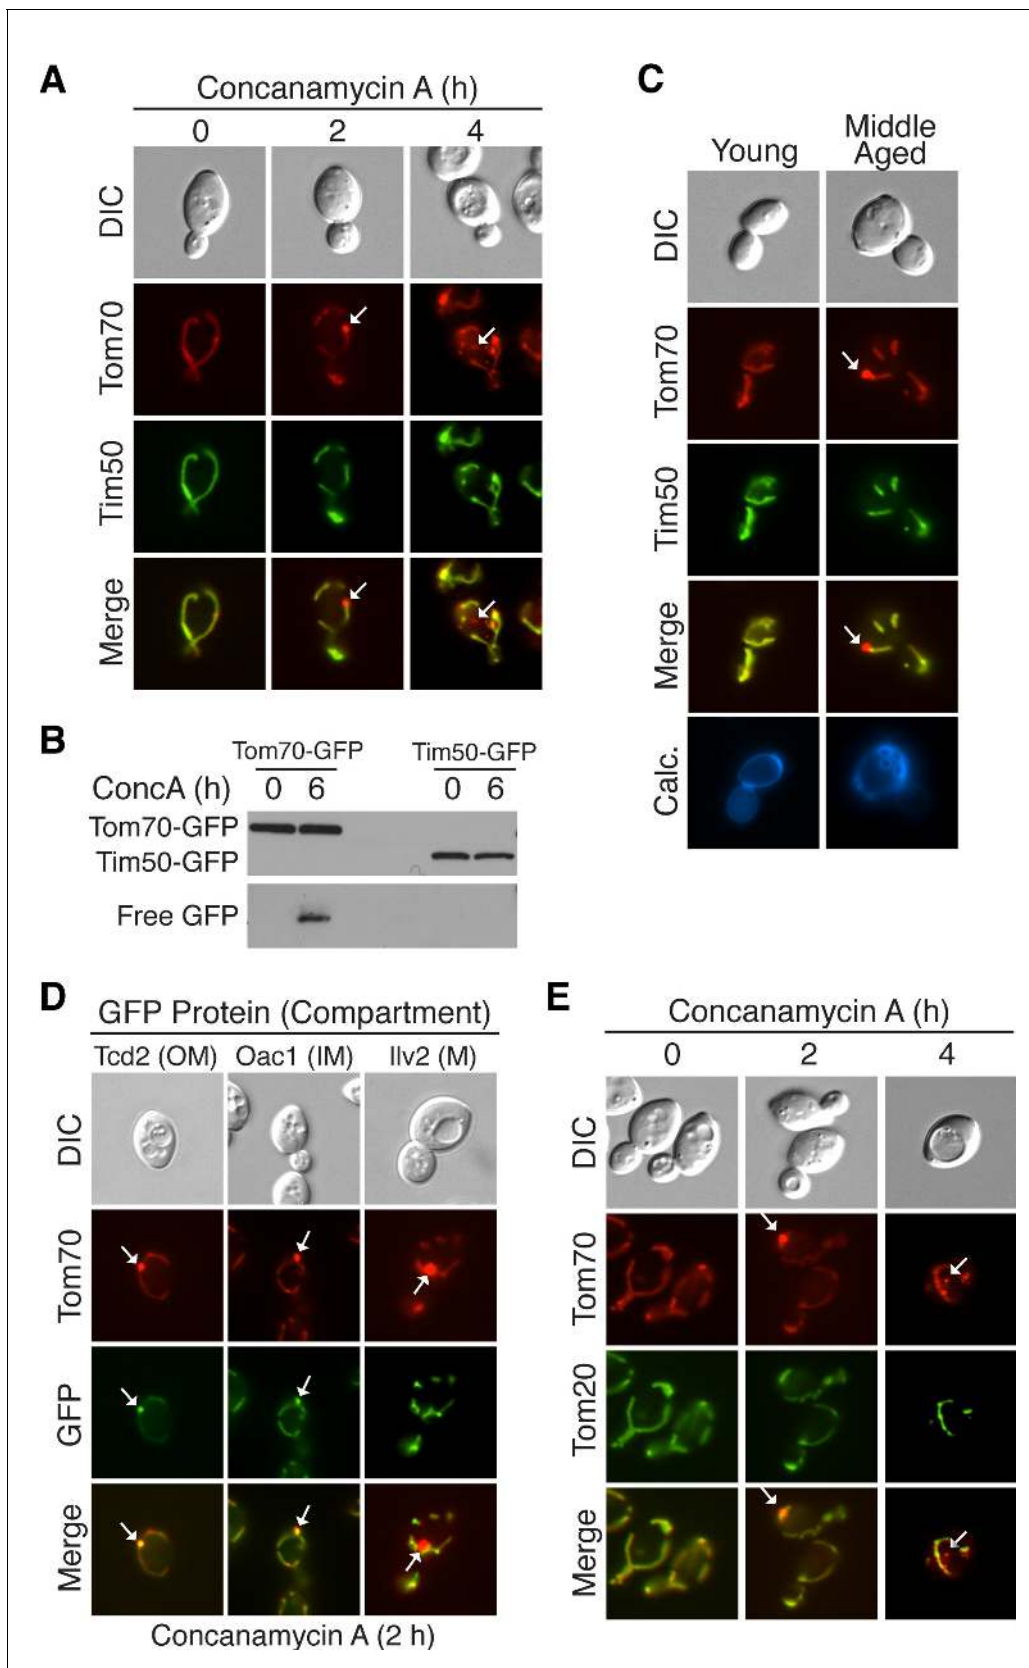 A
Concanamycin A (h)
0 2 4
DIC
Tom70
Tim50
Merge
B
Tom70-GFP Tim50-GFP
ConcA (h) 0 6 0 6
Tom70-GFP
Tim50-GFP
Free GFP
C
Young Middle Aged
DIC
Tom70
Tim50
Merge
Calc.
D
GFP Protein (Compartment)
Tcd2 (OM) Oac1 (IM) Ilv2 (M)
DIC
Tom70
GFP
Merge
Concanamycin A (2 h)
E
Concanamycin A (h)
0 2 4
DIC
Tom70
Tom20
Merge